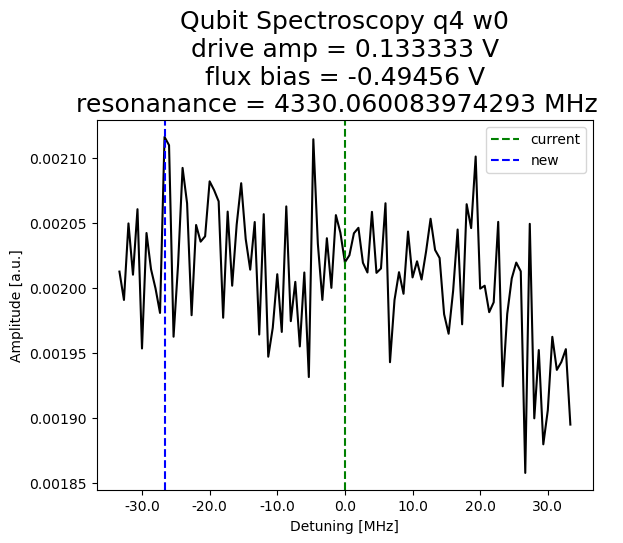 Qubit Spectroscopy q4 w0
drive amp = 0.133333 V
flux bias = -0.49456 V
resonanance = 4330.060083974293 MHz
current
new
Amplitude [a.u.]
0.00210
0.00205
0.00200
0.00195
0.00190
0.00185
-30.0
-20.0
-10.0
0.0
10.0
20.0
30.0
Detuning [MHz]